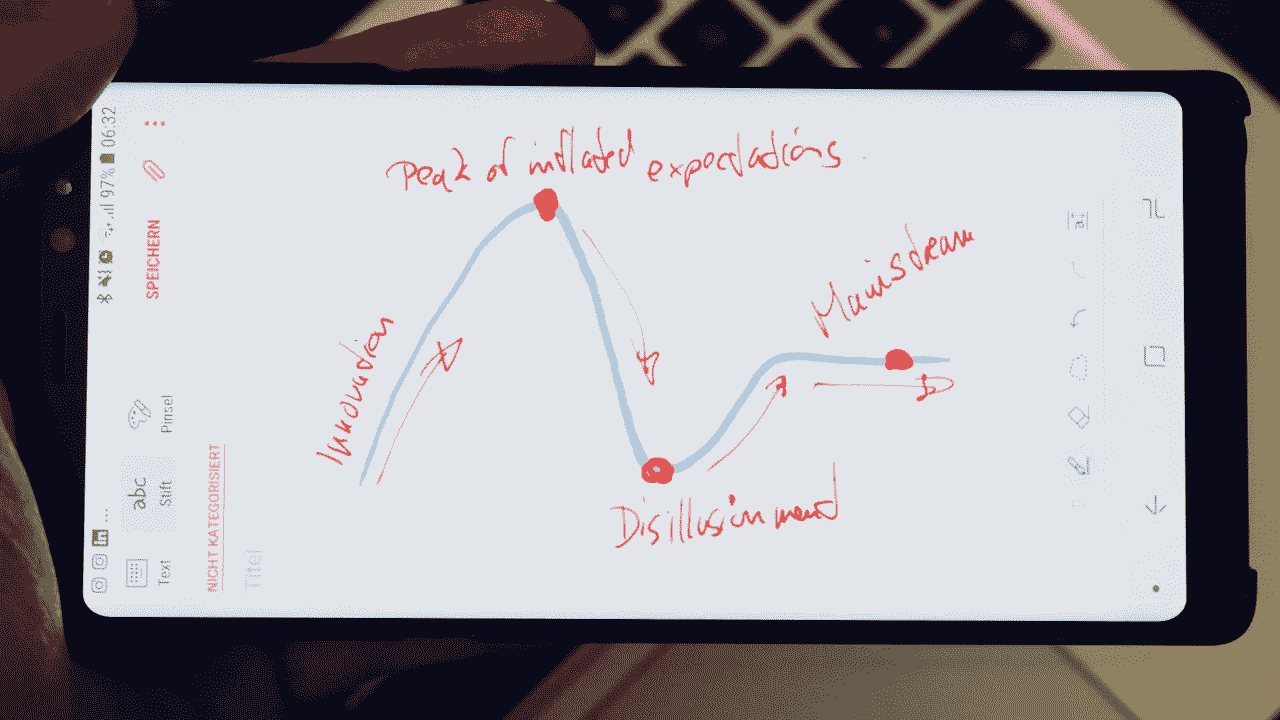 06:32
97%
SPEICHERN
Pinsel
abc
Stift
Text
NICHT KATEGORISIERT
Titel
Peak of inflated expectations
Innovation
Mainstream
Disillusionment
a